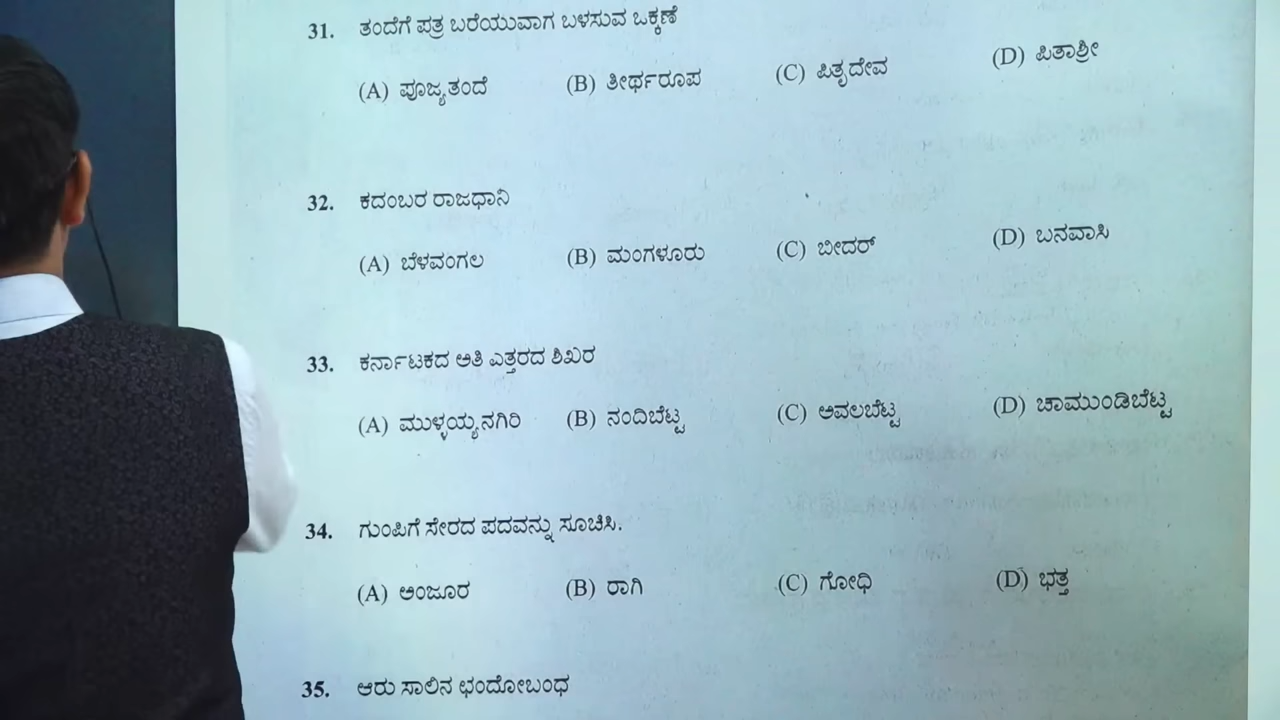 31. ತಂದೆಗೆ ಪತ್ರ ಬರೆಯುವಾಗ ಬಳಸುವ ಒಕ್ಕಣೆ
(A) ಪೂಜ್ಯತಂದೆ (B) ತೀರ್ಥರೂಪ (C) ಪಿತೃದೇವ (D) ಪಿತಾಶ್ರೀ
32. ಕದಂಬರ ರಾಜಧಾನಿ
(A) ಬೆಳವಂಗಲ (B) ಮಂಗಳೂರು (C) ಬೀದರ್ (D) ಬನವಾಸಿ
33. ಕರ್ನಾಟಕದ ಅತಿ ಎತ್ತರದ ಶಿಖರ
(A) ಮುಳ್ಳಯ್ಯನಗಿರಿ (B) ನಂದಿಬೆಟ್ಟ (C) ಅವಲಬೆಟ್ಟ (D) ಚಾಮುಂಡಿಬೆಟ್ಟ
34. ಗುಂಪಿಗೆ ಸೇರದ ಪದವನ್ನು ಸೂಚಿಸಿ.
(A) ಅಂಜೂರ (B) ರಾಗಿ (C) ಗೋಧಿ (D) ಭತ್ತ
35. ಆರು ಸಾಲಿನ ಛಂದೋಬಂಧ